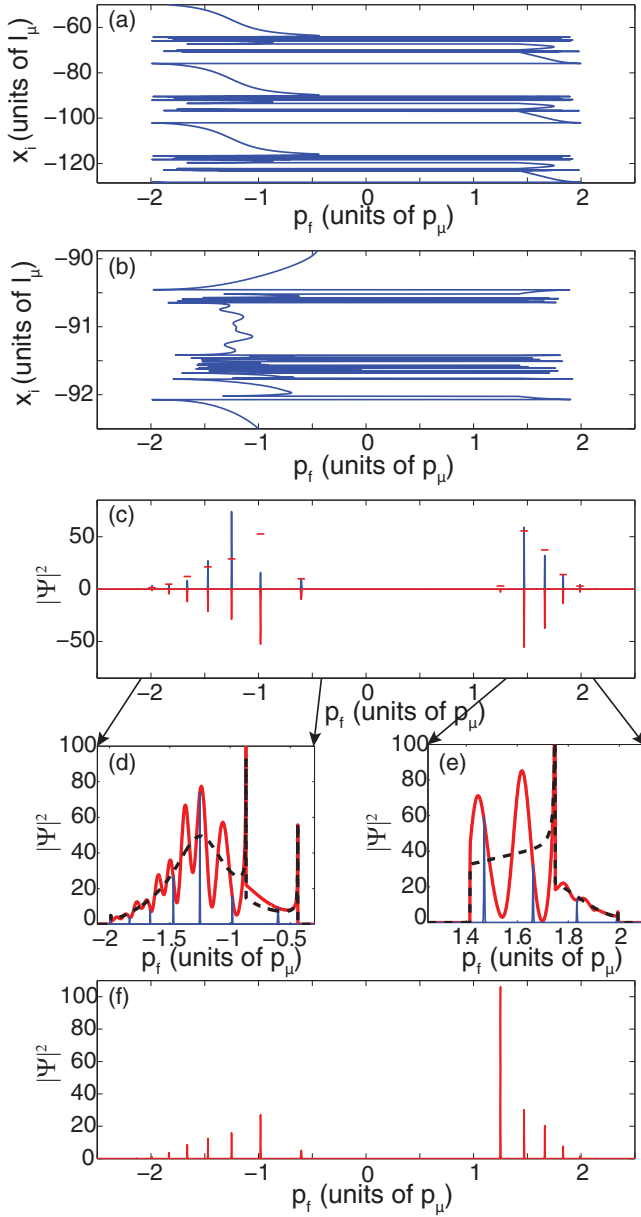 (a)
−60
−80
−100
−120
x_i (units of l_μ)
−2 −1 0 1 2
p_f (units of p_μ)
(b)
−90
−91
−92
x_i (units of l_μ)
−2 −1 0 1 2
p_f (units of p_μ)
(c)
50
0
−50
|Ψ|²
−2 −1 0 1 2
p_f (units of p_μ)
(d)
100
80
60
40
20
0
|Ψ|²
−2 −1.5 −1 −0.5
p_f (units of p_μ)
(e)
100
80
60
40
20
0
|Ψ|²
1.4 1.6 1.8 2
p_f (units of p_μ)
(f)
100
80
60
40
20
0
|Ψ|²
−2 −1 0 1 2
p_f (units of p_μ)